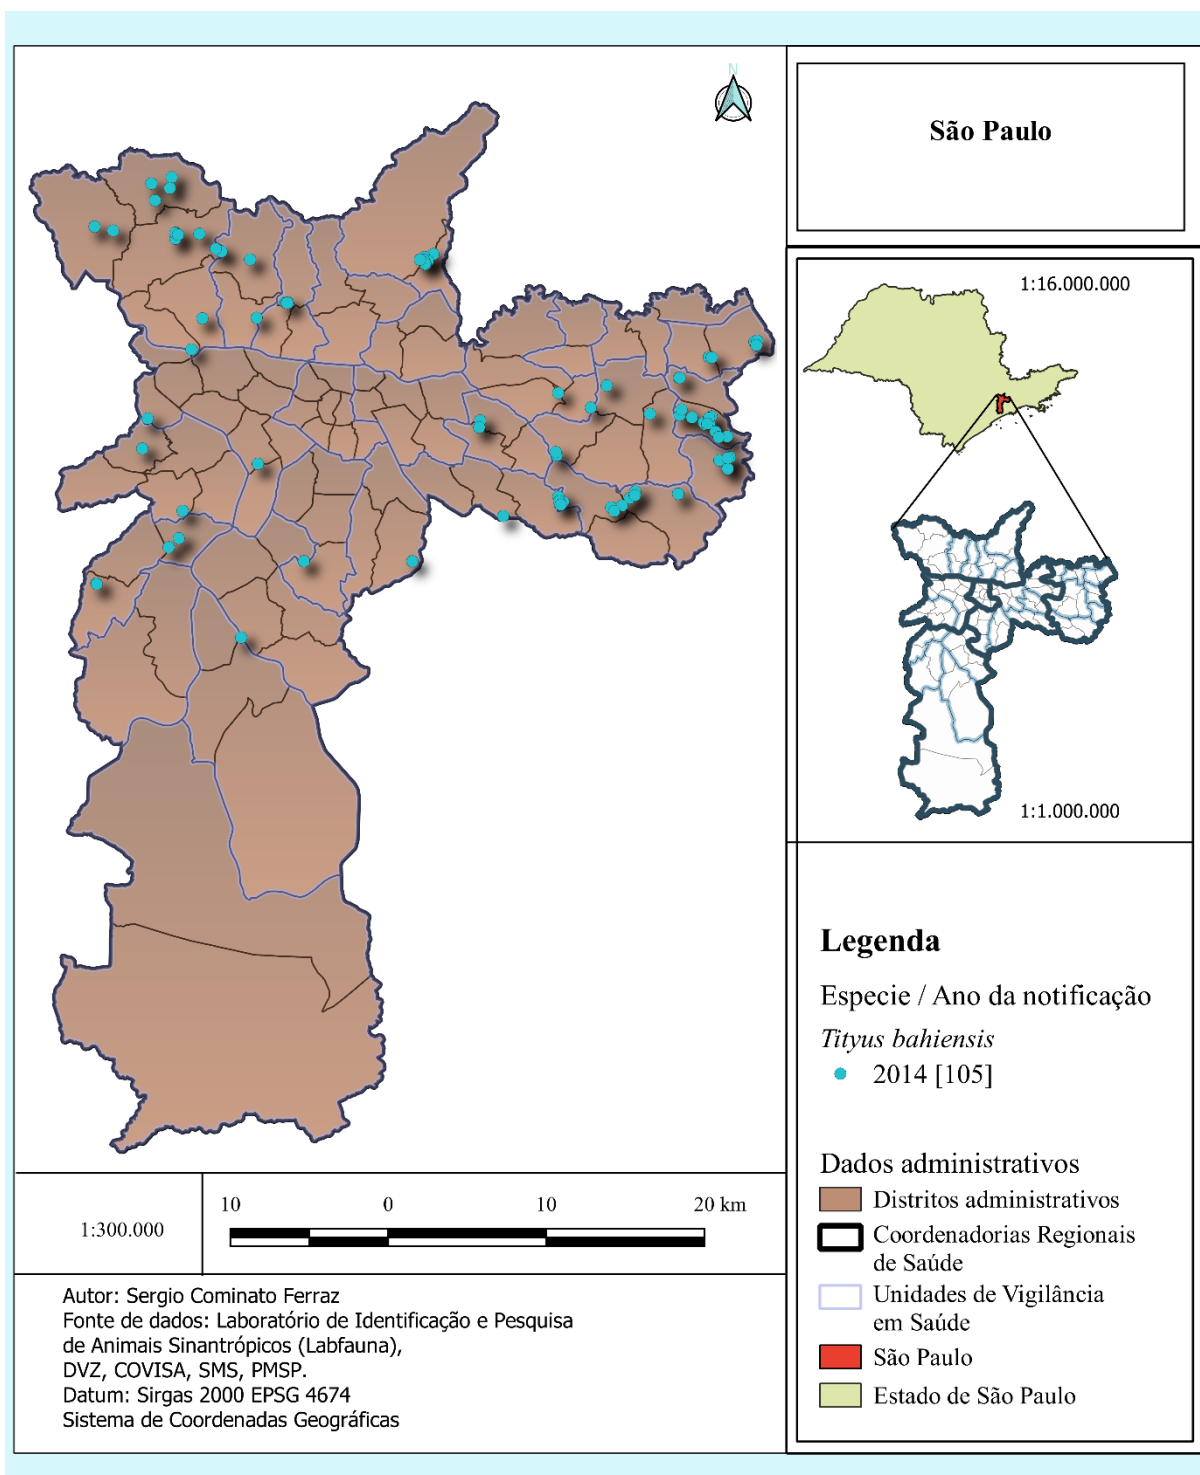 N
São Paulo
1:16.000.000
1:1.000.000
Legenda
Especie / Ano da notificação
Tityus bahiensis
2014 [105]
Dados administrativos
Distritos administrativos
Coordenadorias Regionais
de Saúde
Unidades de Vigilância
em Saúde
São Paulo
Estado de São Paulo
1:300.000
10 0 10 20 km
Autor: Sergio Cominato Ferraz
Fonte de dados: Laboratório de Identificação e Pesquisa
de Animais Sinantrópicos (Labfauna),
DVZ, COVISA, SMS, PMSP.
Datum: Sirgas 2000 EPSG 4674
Sistema de Coordenadas Geográficas